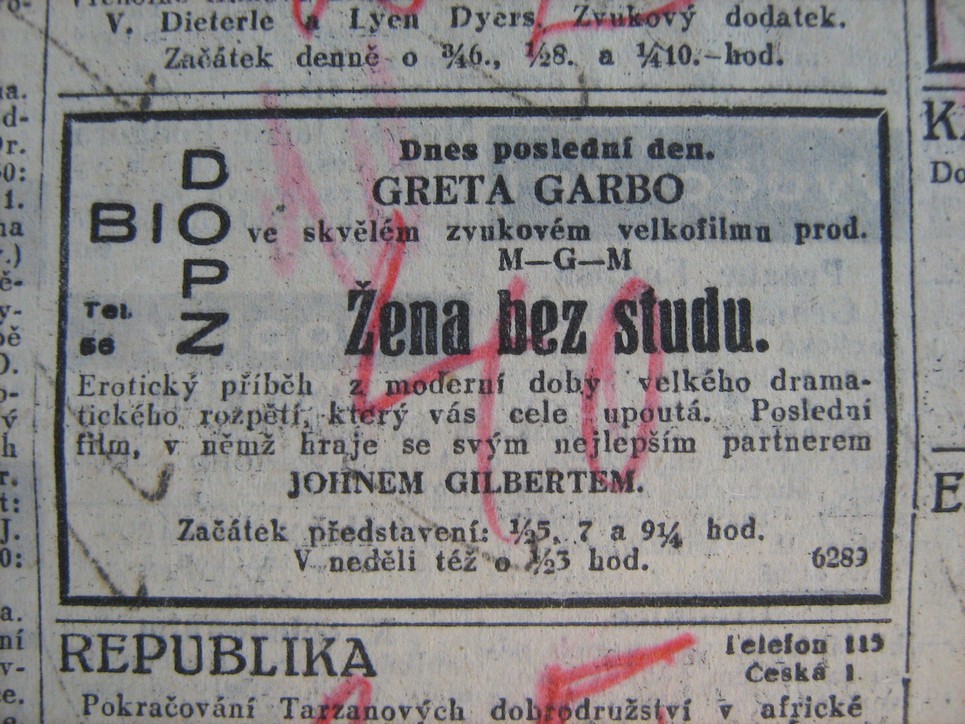 V. Dieterle a Lyen Dyers. Zvukový dodatek.
Začátek denně o ¾6., ½8. a ¼10.-hod.
DOPZ
BIO
Tel.
56
Dnes poslední den.
GRETA GARBO
ve skvělém zvukovém velkofilmu prod.
M—G—M
Žena bez studu.
Erotický příběh z moderní doby velkého drama-
tického rozpětí, který vás cele upoutá. Poslední
film, v němž hraje se svým nejlepším partnerem
JOHNEM GILBERTEM.
Začátek představení: ½5, 7 a 9¼ hod.
V neděli též o ½3 hod.
6289
REPUBLIKA
Telefon 115
Česká 1.
Pokračování Tarzanových dobrodružství v africké